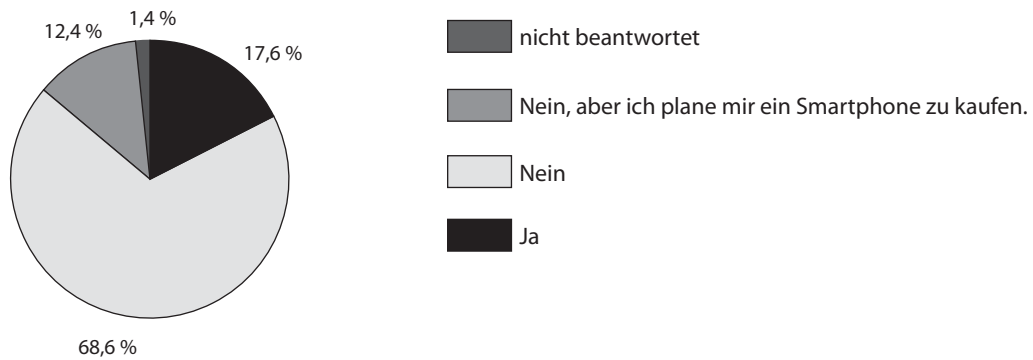 1,4 %
12,4 %
17,6 %
68,6 %
nicht beantwortet
Nein, aber ich plane mir ein Smartphone zu kaufen.
Nein
Ja